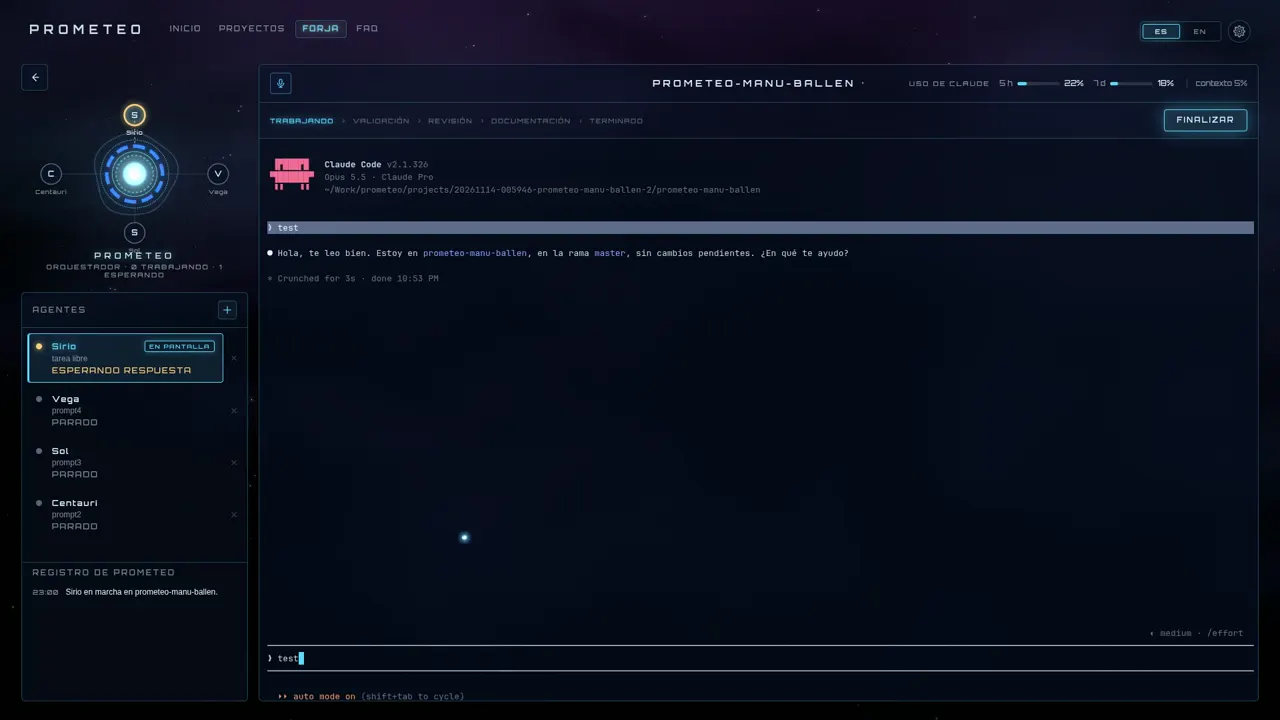 PROMETEO INICIO PROYECTOS FORJA FAQ ES EN
S
Sirio
C
Centauri
V
Vega
S
PROMETEO
ORQUESTADOR · 0 TRABAJANDO · 1
ESPERANDO
AGENTES +
Sirio EN PANTALLA
tarea libre
ESPERANDO RESPUESTA
Vega
prompt4
PARADO
Sol
prompt3
PARADO
Centauri
prompt2
PARADO
REGISTRO DE PROMETEO
23:00 Sirio en marcha en prometeo-manu-ballen.
PROMETEO-MANU-BALLEN · USO DE CLAUDE 5h 22% 7d 18% contexto 5%
TRABAJANDO › VALIDACIÓN › REVISIÓN › DOCUMENTACIÓN › TERMINADO FINALIZAR
Claude Code v2.1.326
Opus 5.5 · Claude Pro
~/Work/prometeo/projects/20261114-005946-prometeo-manu-ballen-2/prometeo-manu-ballen
❯ test
● Hola, te leo bien. Estoy en prometeo-manu-ballen, en la rama master, sin cambios pendientes. ¿En qué te ayudo?
Crunched for 3s · done 10:53 PM
medium · /effort
❯ test
auto mode on (shift+tab to cycle)